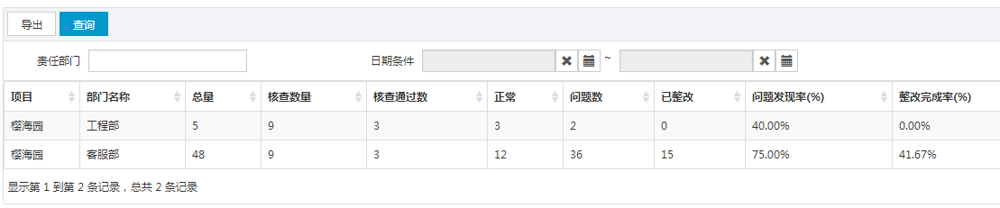 导出 查询
责任部门 日期条件 ~
项目 部门名称 总量 核查数量 核查通过数 正常 问题数 已整改 问题发现率(%) 整改完成率(%)
樱海园 工程部 5 9 3 3 2 0 40.00% 0.00%
樱海园 客服部 48 9 3 12 36 15 75.00% 41.67%
显示第 1 到第 2 条记录，总共 2 条记录